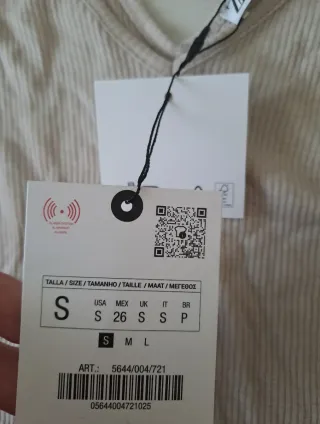 TALLA / SIZE / TAMANHO / TAILLE / MAAT / ΜΕΓΕΘΟΣ
S
USA MEX UK IT BR
S 26 S S P
S M L
ART.: 5644/004/721
05644004721025